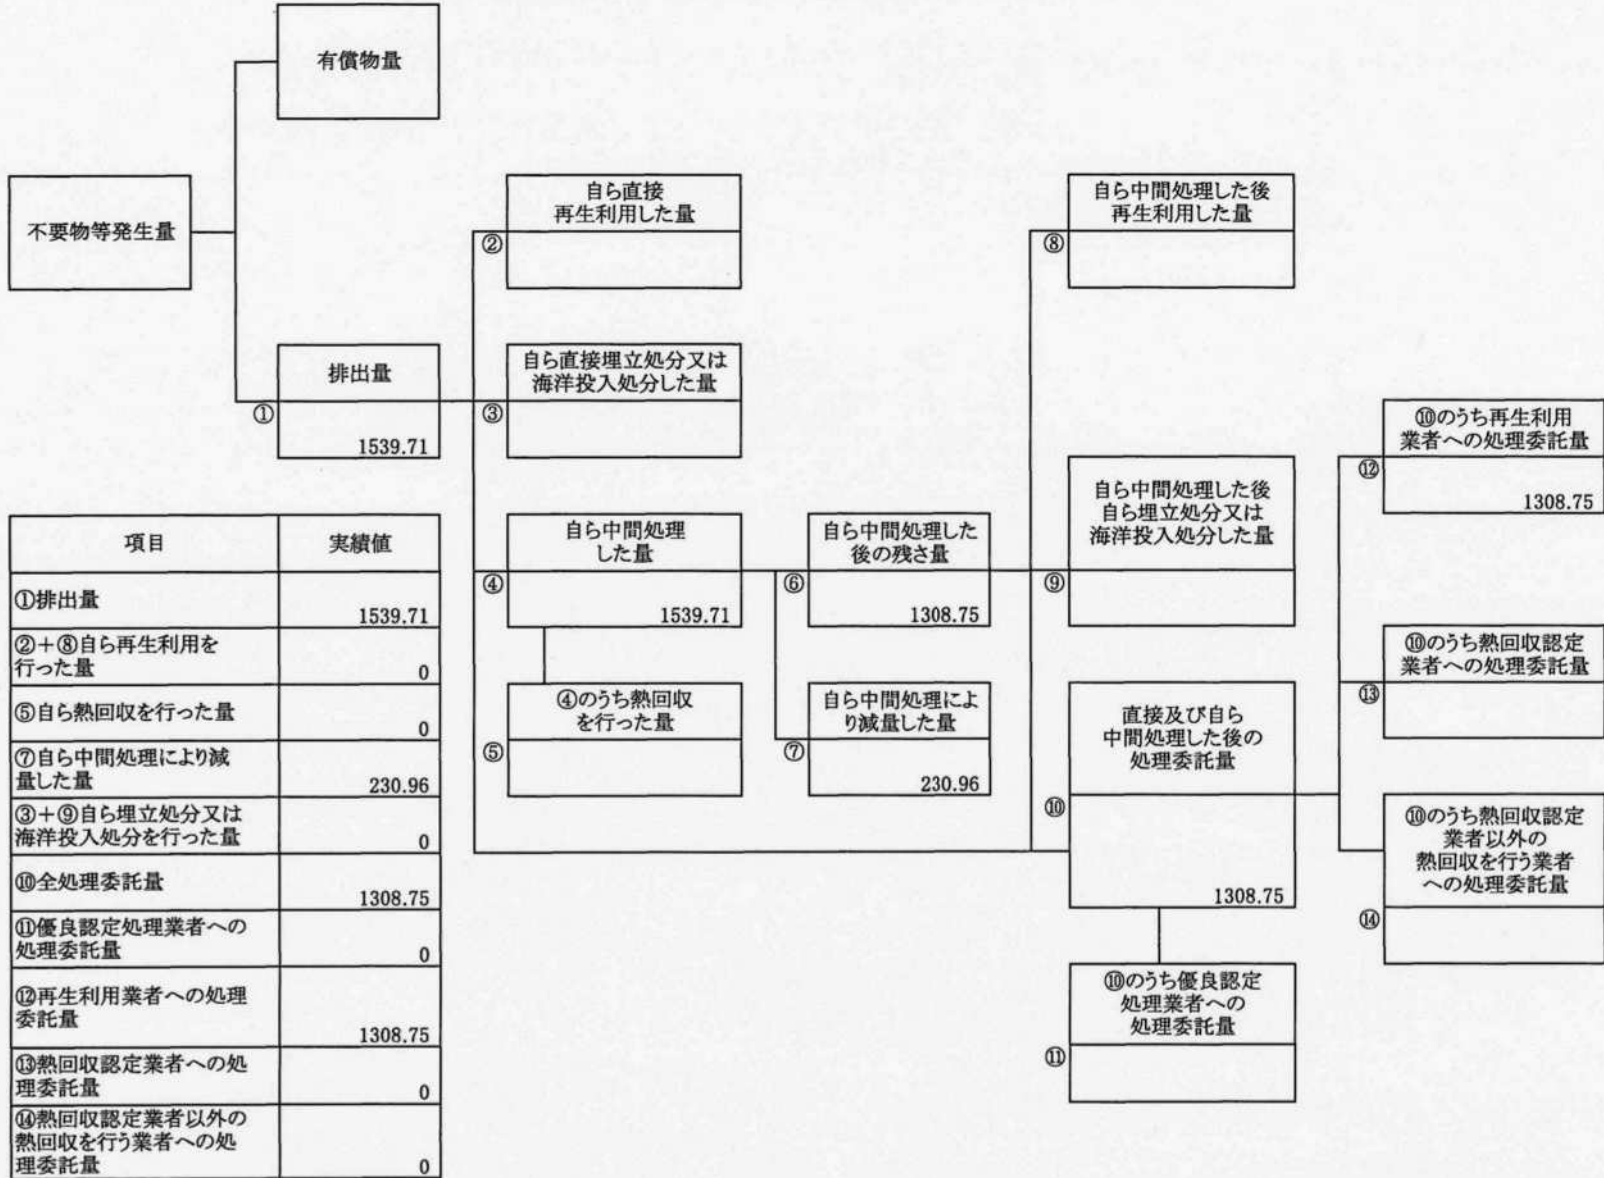 有償物量
不要物等発生量
排出量
①
1539.71
自ら直接
再生利用した量
②
自ら直接埋立処分又は
海洋投入処分した量
③
自ら中間処理
した量
④
1539.71
④のうち熱回収
を行った量
⑤
自ら中間処理した
後の残さ量
⑥
1308.75
自ら中間処理によ
り減量した量
⑦
230.96
自ら中間処理した後
再生利用した量
⑧
自ら中間処理した後
自ら埋立処分又は
海洋投入処分した量
⑨
直接及び自ら
中間処理した後の
処理委託量
⑩
1308.75
⑩のうち優良認定
処理業者への
処理委託量
⑪
⑩のうち再生利用
業者への処理委託量
⑫
1308.75
⑩のうち熱回収認定
業者への処理委託量
⑬
⑩のうち熱回収認定
業者以外の
熱回収を行う業者
への処理委託量
⑭
項目 実績値
①排出量
1539.71
②＋⑧自ら再生利用を
行った量
0
⑤自ら熱回収を行った量
0
⑦自ら中間処理により減
量した量
230.96
③＋⑨自ら埋立処分又は
海洋投入処分を行った量
0
⑩全処理委託量
1308.75
⑪優良認定処理業者への
処理委託量
0
⑫再生利用業者への処理
委託量
1308.75
⑬熱回収認定業者への処
理委託量
0
⑭熱回収認定業者以外の
熱回収を行う業者への処
理委託量
0